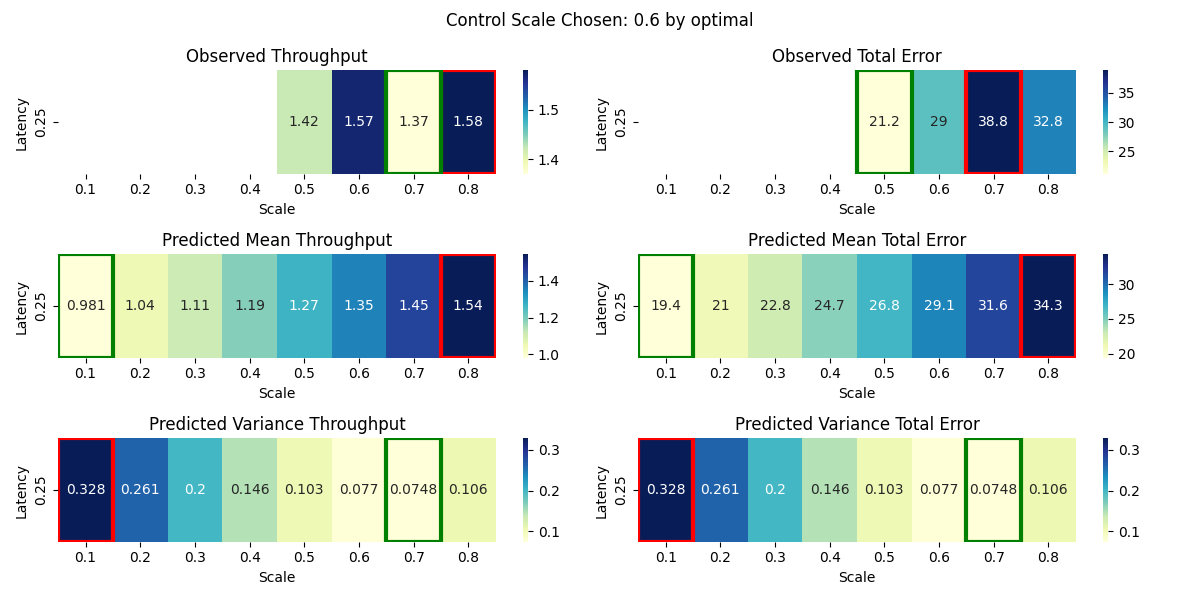 Control Scale Chosen: 0.6 by optimal
Observed Throughput
Latency
0.25
1.42 1.57 1.37 1.58
0.1 0.2 0.3 0.4 0.5 0.6 0.7 0.8
Scale
1.5
1.4
Observed Total Error
Latency
0.25
21.2 29 38.8 32.8
0.1 0.2 0.3 0.4 0.5 0.6 0.7 0.8
Scale
35
30
25
Predicted Mean Throughput
Latency
0.25
0.981 1.04 1.11 1.19 1.27 1.35 1.45 1.54
0.1 0.2 0.3 0.4 0.5 0.6 0.7 0.8
Scale
1.4
1.2
1.0
Predicted Mean Total Error
Latency
0.25
19.4 21 22.8 24.7 26.8 29.1 31.6 34.3
0.1 0.2 0.3 0.4 0.5 0.6 0.7 0.8
Scale
30
25
20
Predicted Variance Throughput
Latency
0.25
0.328 0.261 0.2 0.146 0.103 0.077 0.0748 0.106
0.1 0.2 0.3 0.4 0.5 0.6 0.7 0.8
Scale
0.3
0.2
0.1
Predicted Variance Total Error
Latency
0.25
0.328 0.261 0.2 0.146 0.103 0.077 0.0748 0.106
0.1 0.2 0.3 0.4 0.5 0.6 0.7 0.8
Scale
0.3
0.2
0.1